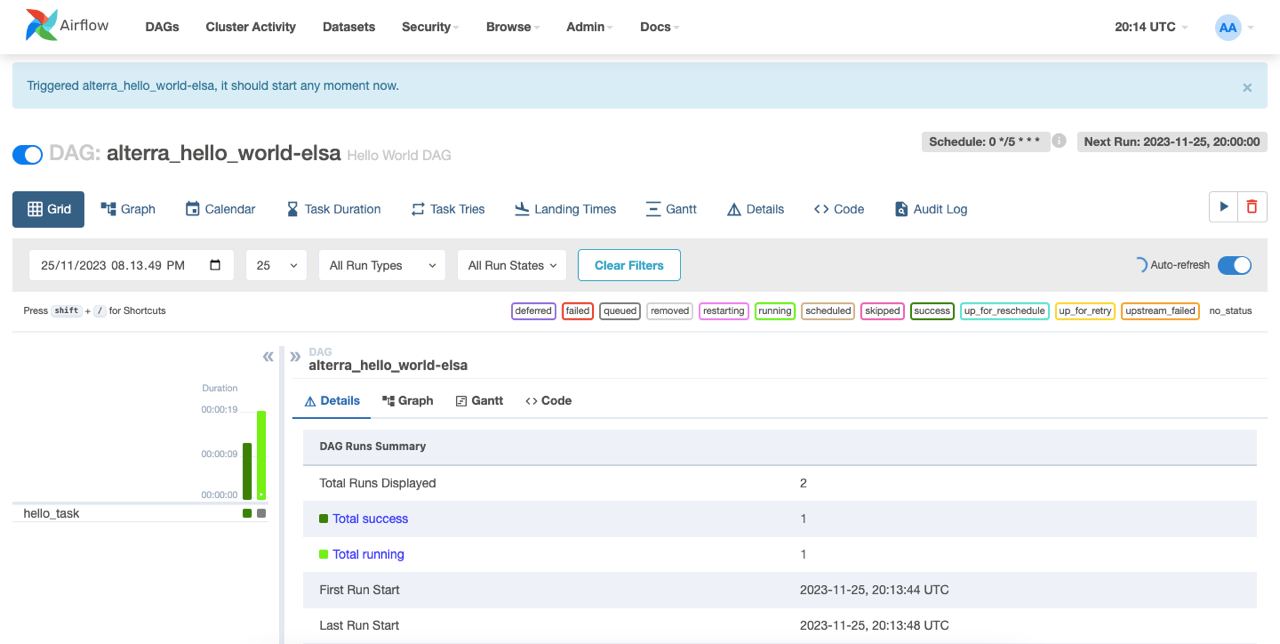 Airflow DAGs Cluster Activity Datasets Security Browse Admin Docs 20:14 UTC AA
Triggered alterra_hello_world-elsa, it should start any moment now. ×
DAG: alterra_hello_world-elsa Hello World DAG
Schedule: 0 */5 * * * i Next Run: 2023-11-25, 20:00:00
Grid Graph Calendar Task Duration Task Tries Landing Times Gantt Details Code Audit Log
25/11/2023 08.13.49 PM 25 All Run Types All Run States Clear Filters Auto-refresh
Press shift + / for Shortcuts deferred failed queued removed restarting running scheduled skipped success up_for_reschedule up_for_retry upstream_failed no_status
Duration
00:00:19
00:00:09
00:00:00
hello_task
DAG
alterra_hello_world-elsa
Details Graph Gantt Code
DAG Runs Summary
Total Runs Displayed 2
Total success 1
Total running 1
First Run Start 2023-11-25, 20:13:44 UTC
Last Run Start 2023-11-25, 20:13:48 UTC